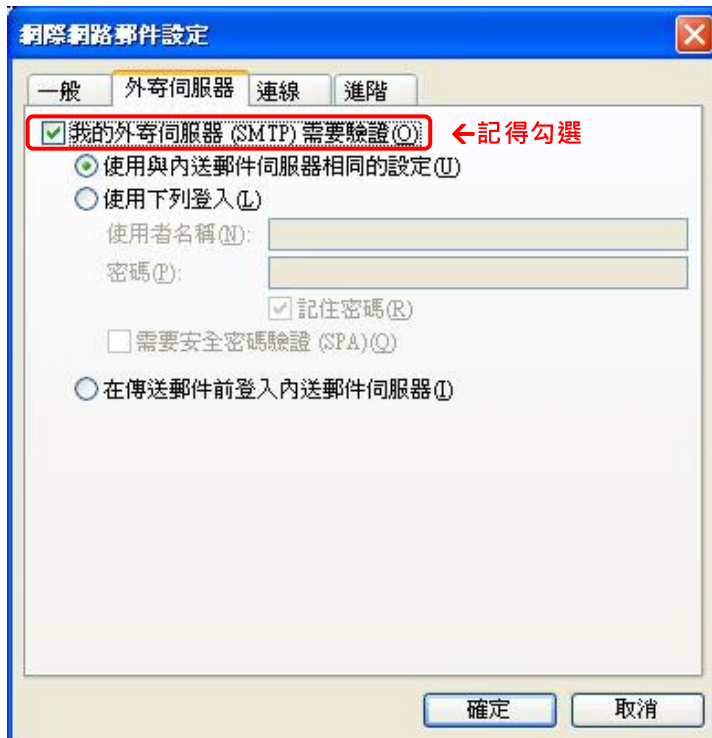 網際網路郵件設定
一般 外寄伺服器 連線 進階
我的外寄伺服器 (SMTP) 需要驗證(O) ←記得勾選
使用與內送郵件伺服器相同的設定(U)
使用下列登入(L)
使用者名稱(N):
密碼(P):
記住密碼(R)
需要安全密碼驗證 (SPA)(Q)
在傳送郵件前登入內送郵件伺服器(I)
確定 取消